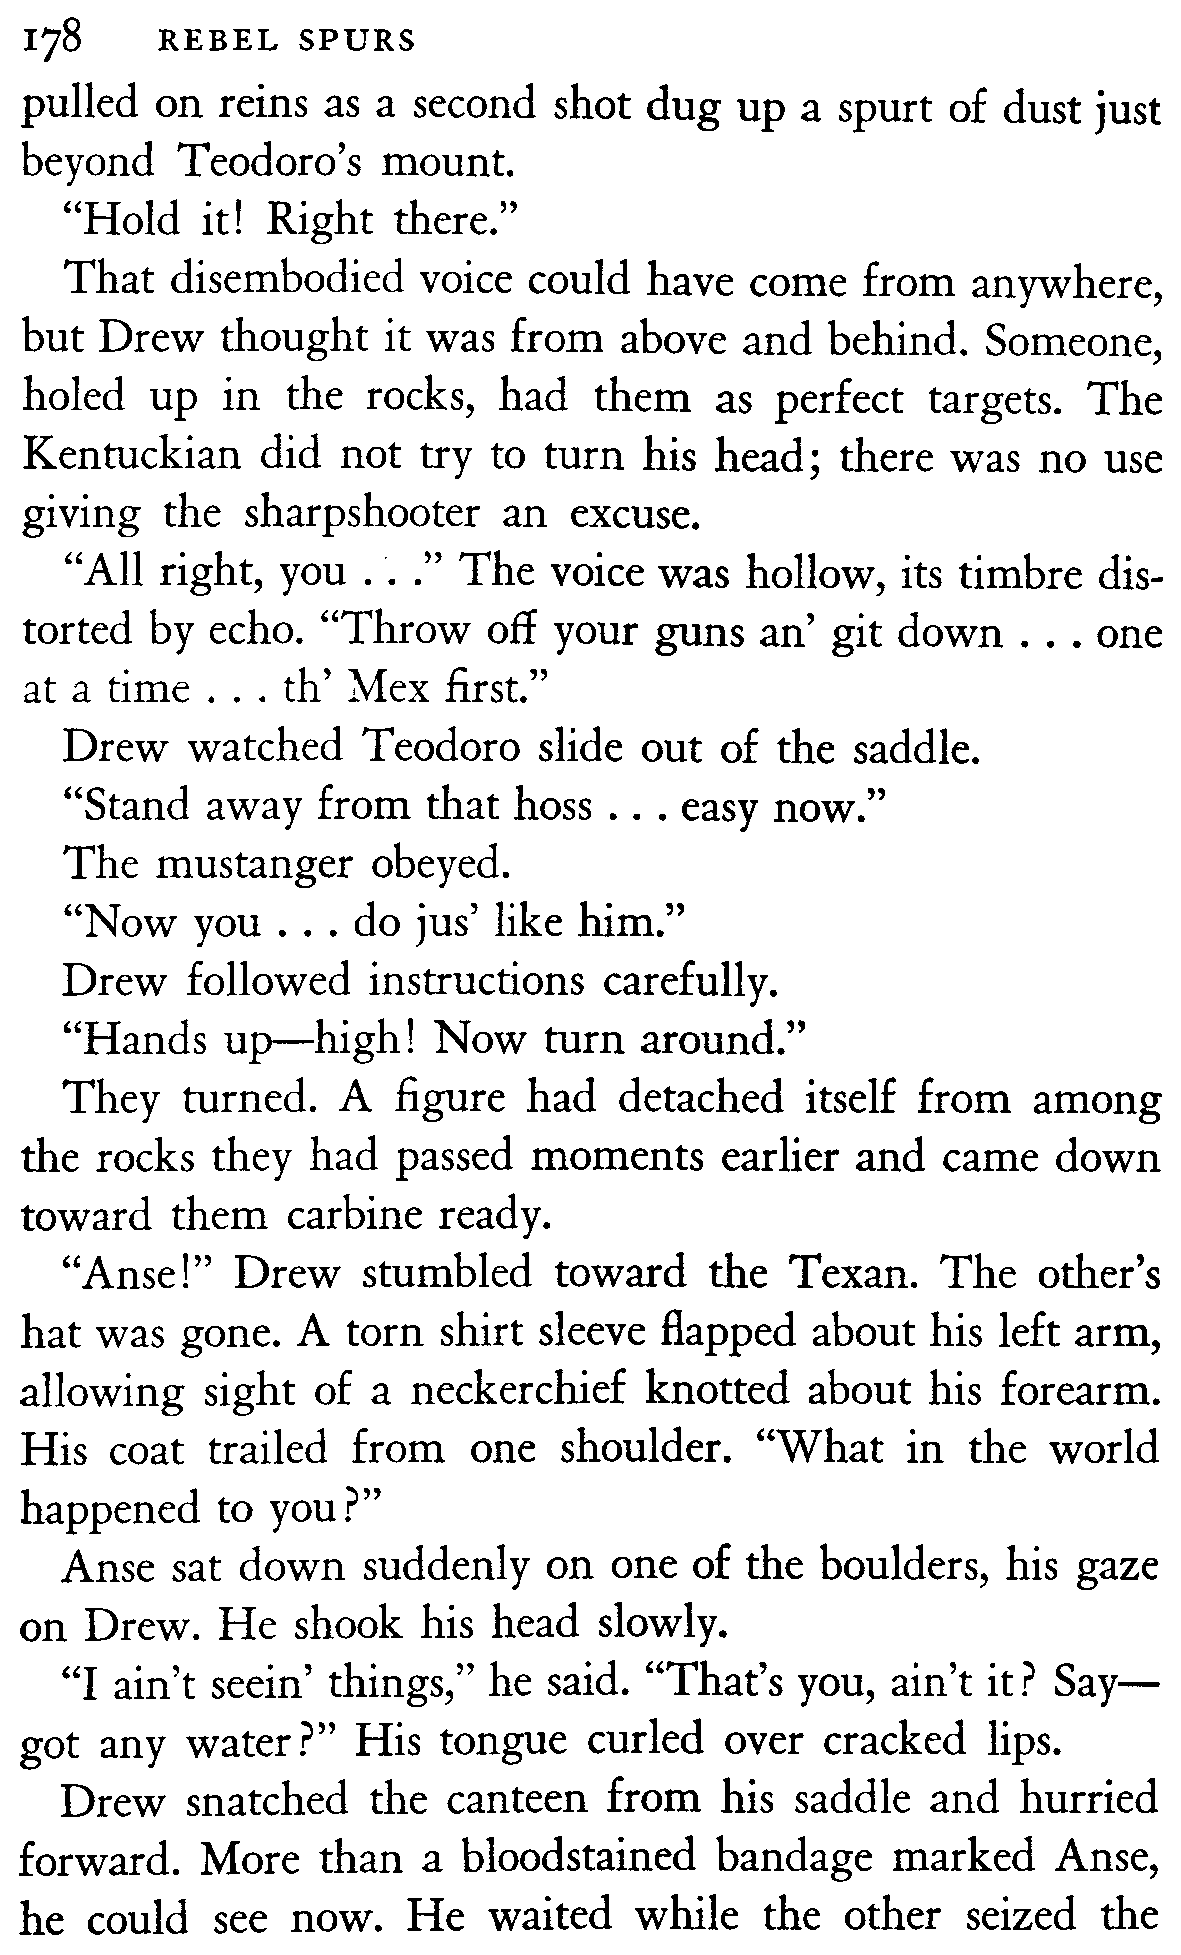 178 REBEL SPURS
pulled on reins as a second shot dug up a spurt of dust just
beyond Teodoro's mount.
“Hold it! Right there.”
That disembodied voice could have come from anywhere,
but Drew thought it was from above and behind. Someone,
holed up in the rocks, had them as perfect targets. The
Kentuckian did not try to turn his head; there was no use
giving the sharpshooter an excuse.
“All right, you . . .” The voice was hollow, its timbre dis-
torted by echo. “Throw off your guns an’ git down . . . one
at a time . . . th’ Mex first.”
Drew watched Teodoro slide out of the saddle.
“Stand away from that hoss . . . easy now.”
The mustanger obeyed.
“Now you . . . do jus’ like him.”
Drew followed instructions carefully.
“Hands up—high! Now turn around.”
They turned. A figure had detached itself from among
the rocks they had passed moments earlier and came down
toward them carbine ready.
“Anse!” Drew stumbled toward the Texan. The other's
hat was gone. A torn shirt sleeve flapped about his left arm,
allowing sight of a neckerchief knotted about his forearm.
His coat trailed from one shoulder. “What in the world
happened to you?”
Anse sat down suddenly on one of the boulders, his gaze
on Drew. He shook his head slowly.
“I ain't seein’ things,” he said. “That's you, ain't it? Say—
got any water?” His tongue curled over cracked lips.
Drew snatched the canteen from his saddle and hurried
forward. More than a bloodstained bandage marked Anse,
he could see now. He waited while the other seized the